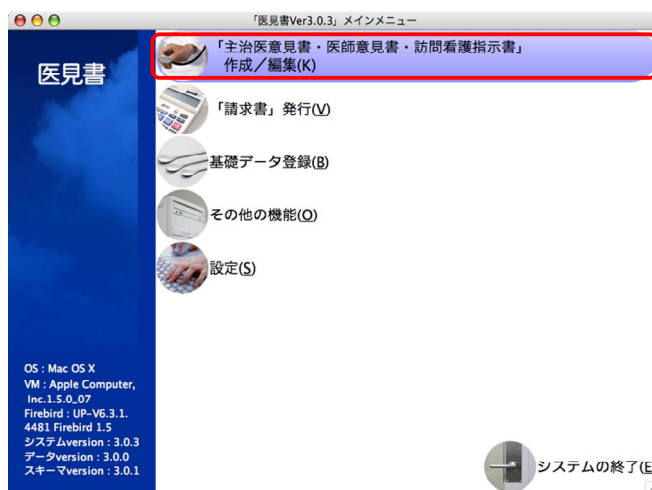 「医見書Ver3.0.3」メインメニュー
医見書
「主治医意見書・医師意見書・訪問看護指示書」
作成／編集(K)
「請求書」発行(V)
基礎データ登録(B)
その他の機能(O)
設定(S)
OS : Mac OS X
VM : Apple Computer,
Inc.1.5.0_07
Firebird : UP-V6.3.1.
4481 Firebird 1.5
システムversion : 3.0.3
データversion : 3.0.0
スキーマversion : 3.0.1
システムの終了(E